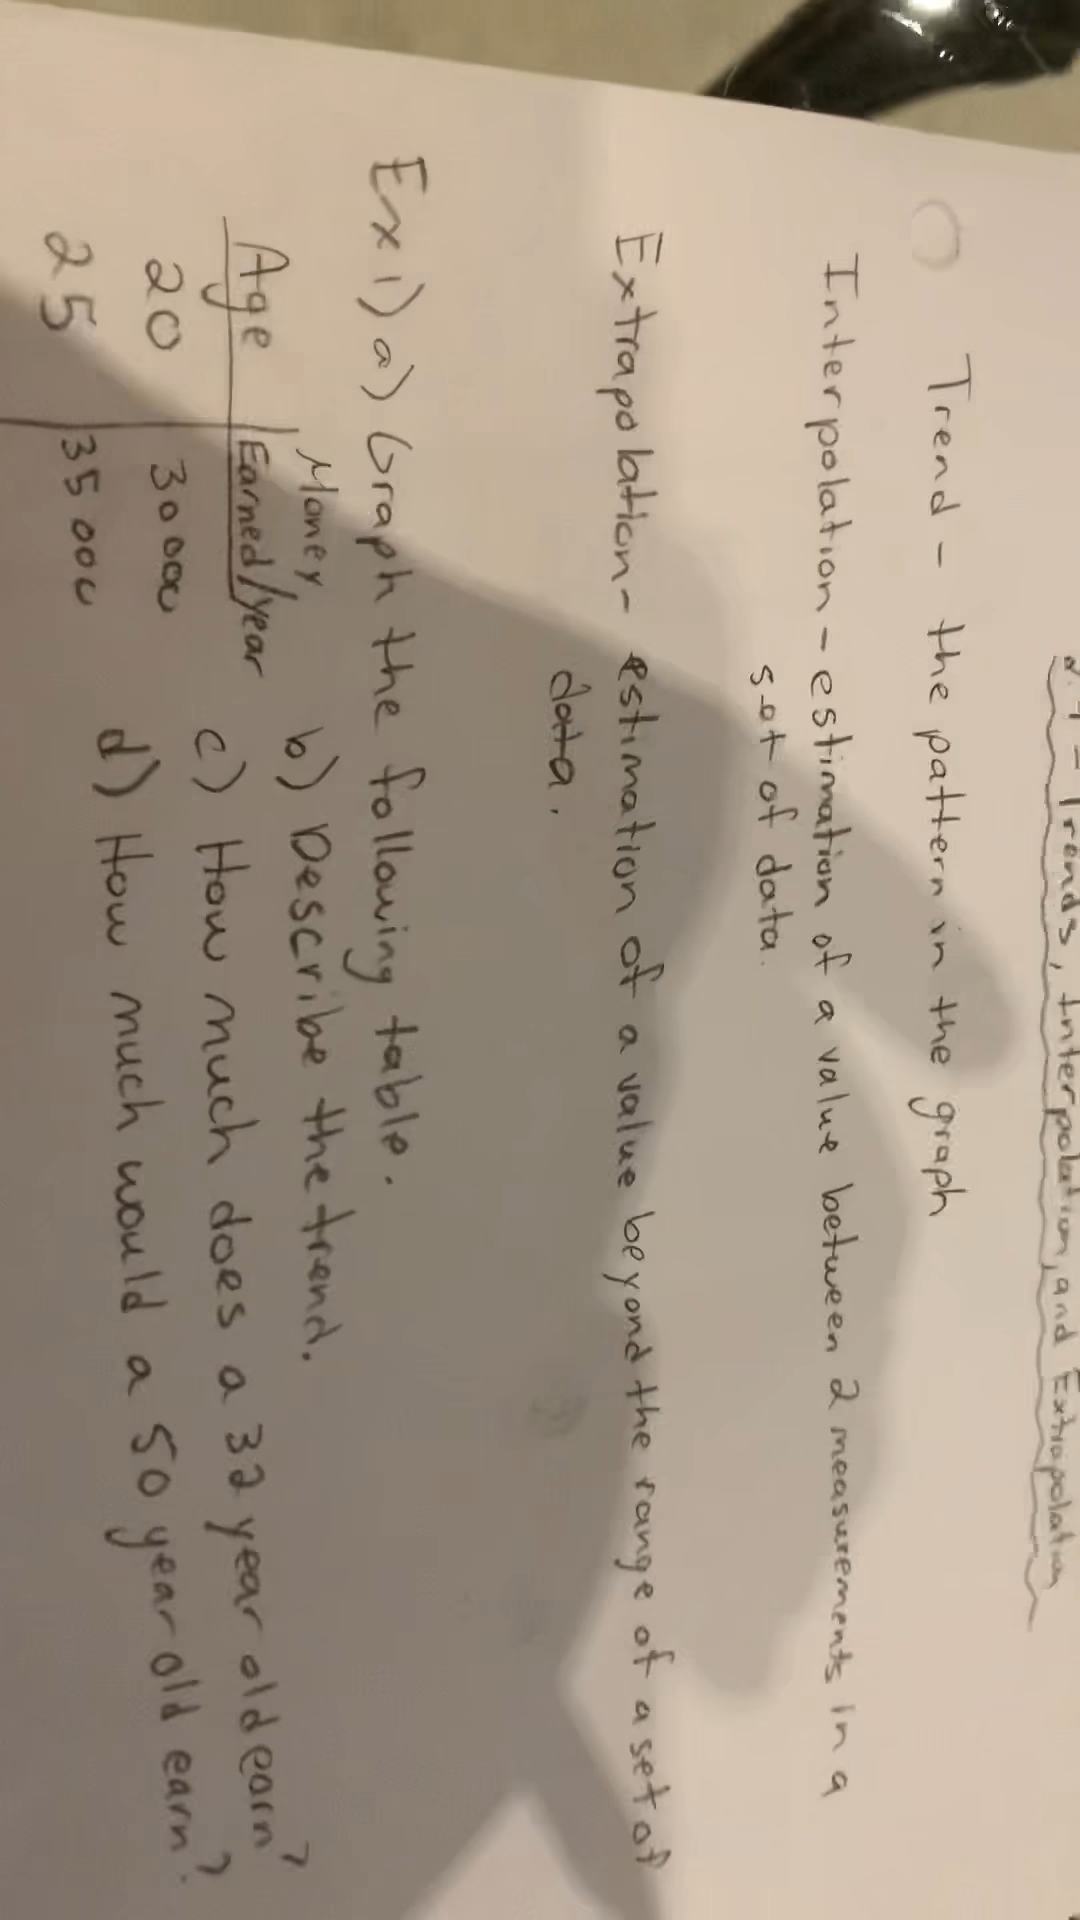 Trends, Interpolation, and Extrapolation
Trend - the pattern in the graph
Interpolation - estimation of a value between 2 measurements in a
set of data.
Extrapolation - estimation of a value beyond the range of a set of
data.
Ex 1) a) Graph the following table.
Age | Money Earned/year
20 | 30 000
25 | 35 000
b) Describe the trend.
c) How much does a 32 year old earn?
d) How much would a 50 year old earn?